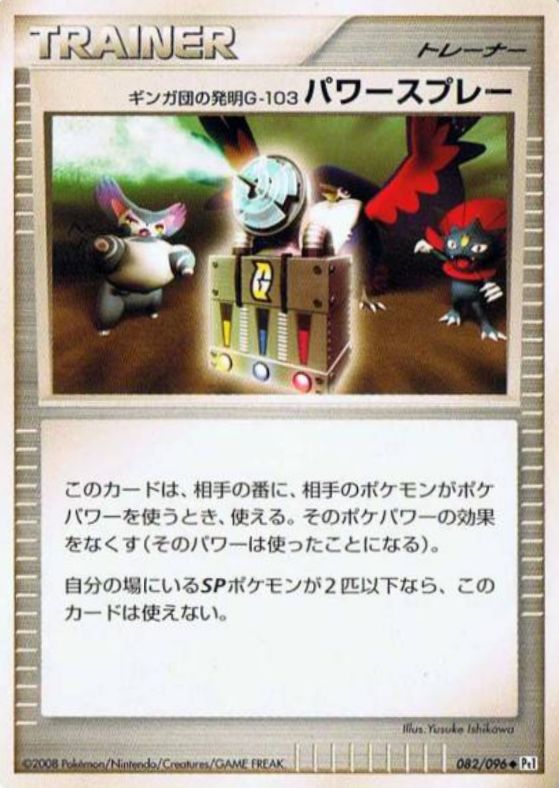 TRAINER トレーナー
ギンガ団の発明G-103 パワースプレー
G
このカードは、相手の番に、相手のポケモンがポケ
パワーを使うとき、使える。そのポケパワーの効果
をなくす(そのパワーは使ったことになる)。
自分の場にいるSPポケモンが2匹以下なら、この
カードは使えない。
Illus. Yusuke Ishikawa
©2008 Pokémon/Nintendo/Creatures/GAME FREAK. 082/096◆ Pt1